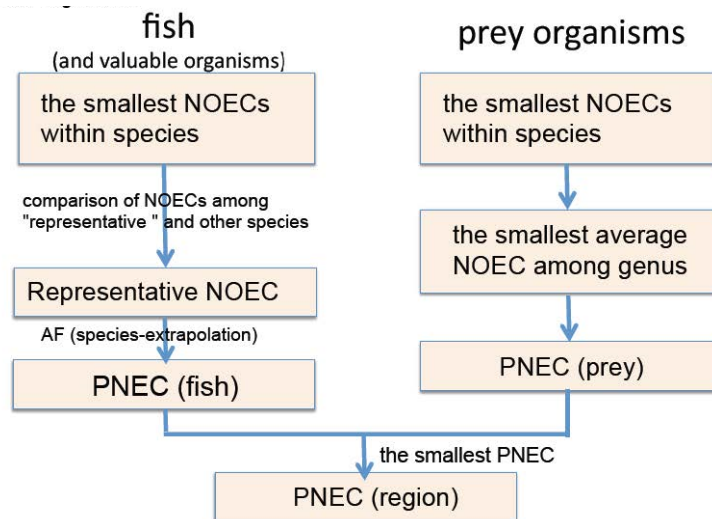 fish
(and valuable organisms)
the smallest NOECs
within species
comparison of NOECs among
"representative " and other species
Representative NOEC
AF (species-extrapolation)
PNEC (fish)
prey organisms
the smallest NOECs
within species
the smallest average
NOEC among genus
PNEC (prey)
the smallest PNEC
PNEC (region)